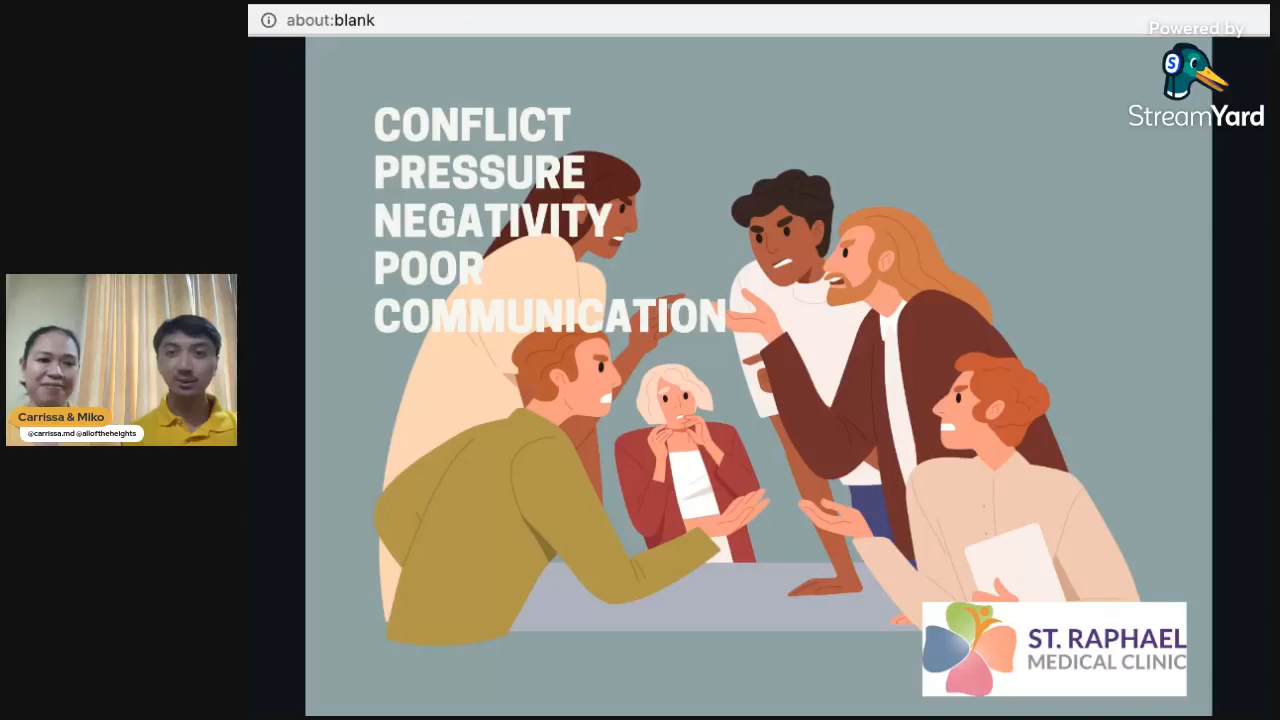 about:blank
Powered by
StreamYard
CONFLICT
PRESSURE
NEGATIVITY
POOR
COMMUNICATION
Carrissa & Miko
@carrissa.md @alloftheheights
ST. RAPHAEL
MEDICAL CLINIC